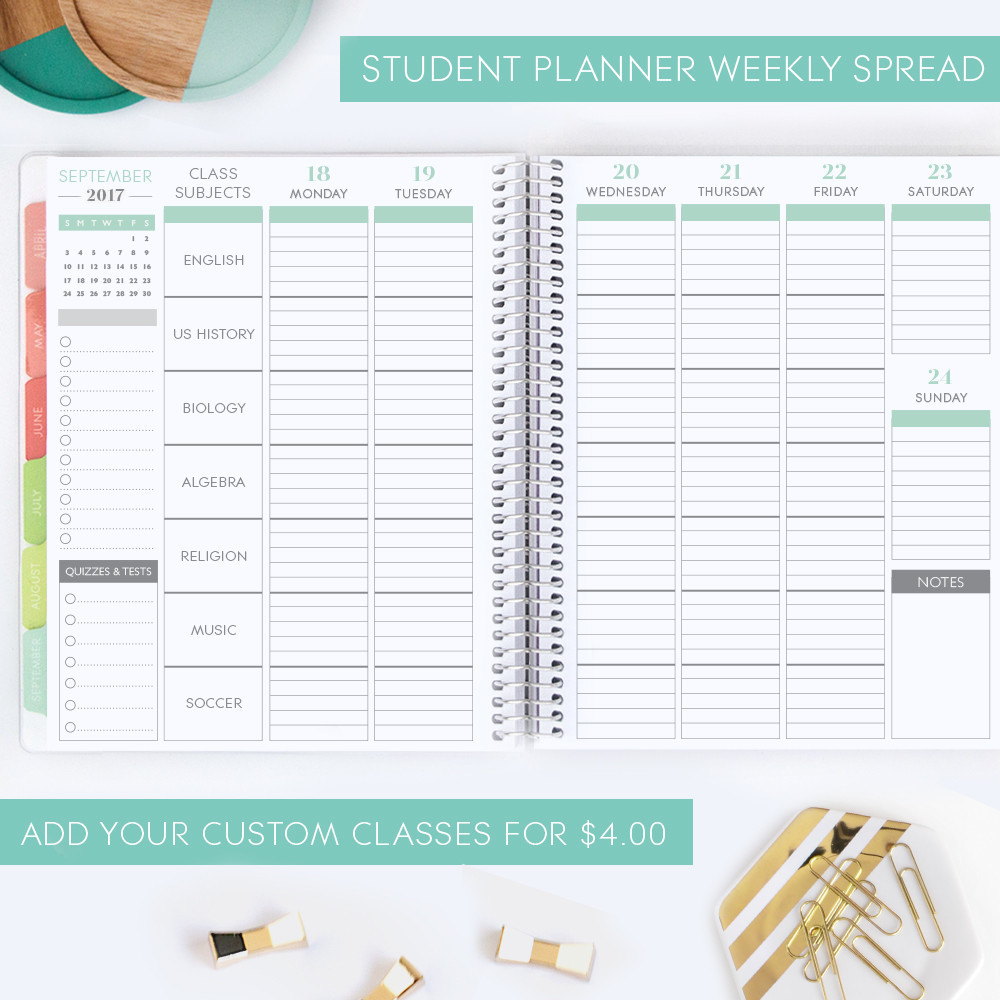 STUDENT PLANNER WEEKLY SPREAD
SEPTEMBER
2017
S M T W T F S
1 2
3 4 5 6 7 8 9
10 11 12 13 14 15 16
17 18 19 20 21 22 23
24 25 26 27 28 29 30
QUIZZES & TESTS
CLASS
SUBJECTS
ENGLISH
US HISTORY
BIOLOGY
ALGEBRA
RELIGION
MUSIC
SOCCER
18
MONDAY
19
TUESDAY
20
WEDNESDAY
21
THURSDAY
22
FRIDAY
23
SATURDAY
24
SUNDAY
NOTES
APRIL
MAY
JUNE
JULY
AUGUST
SEPTEMBER
ADD YOUR CUSTOM CLASSES FOR $4.00